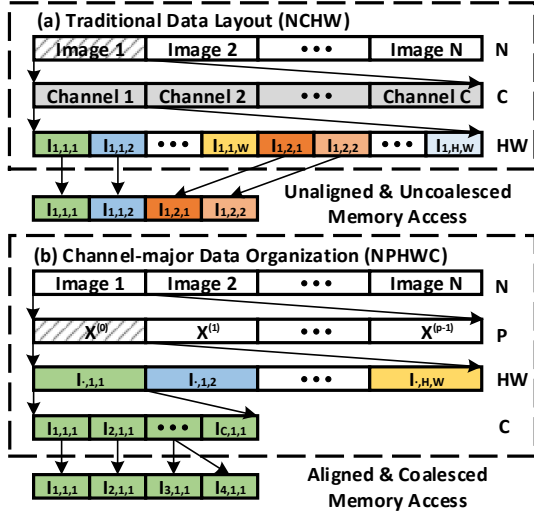 (a) Traditional Data Layout (NCHW)
Image 1 Image 2 ••• Image N N
Channel 1 Channel 2 ••• Channel C C
I1,1,1 I1,1,2 ••• I1,1,W I1,2,1 I1,2,2 ••• I1,H,W HW
I1,1,1 I1,1,2 I1,2,1 I1,2,2
Unaligned & Uncoalesced
Memory Access
(b) Channel-major Data Organization (NPHWC)
Image 1 Image 2 ••• Image N N
X(0) X(1) ••• X(p-1) P
I·,1,1 I·,1,2 ••• I·,H,W HW
I1,1,1 I2,1,1 ••• IC,1,1 C
I1,1,1 I2,1,1 I3,1,1 I4,1,1
Aligned & Coalesced
Memory Access